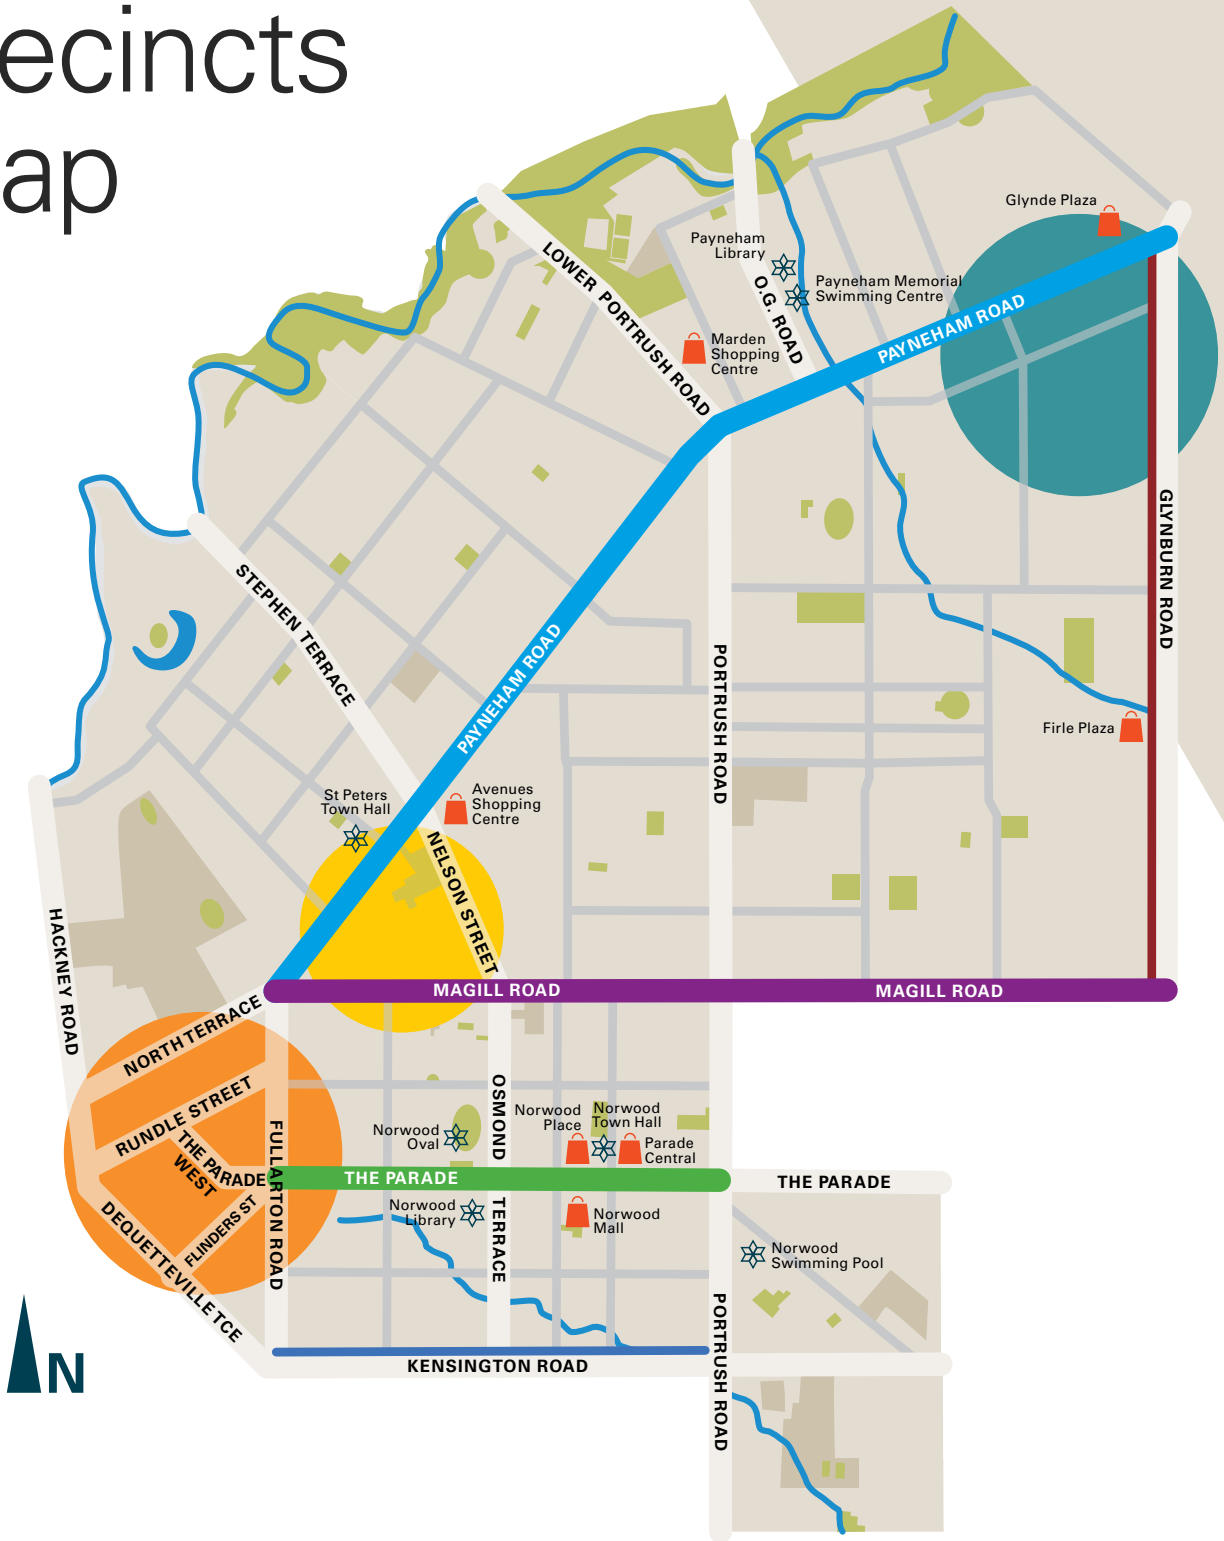 ecincts
ap
Glynde Plaza
Payneham
Library
Payneham Memorial
Swimming Centre
LOWER PORTRUSH ROAD
O.G. ROAD
PAYNEHAM ROAD
Marden
Shopping
Centre
GLYNBURN ROAD
STEPHEN TERRACE
PAYNEHAM ROAD
PORTRUSH ROAD
Firle Plaza
St Peters
Town Hall
Avenues
Shopping
Centre
NELSON STREET
HACKNEY ROAD
MAGILL ROAD
MAGILL ROAD
NORTH TERRACE
RUNDLE STREET
THE PARADE
WEST
FULLARTON ROAD
FLINDERS ST
DEQUETTEVILLE TCE
OSMOND TERRACE
Norwood
Oval
Norwood
Place
Norwood
Town Hall
Parade
Central
THE PARADE
THE PARADE
Norwood
Library
Norwood
Mall
Norwood
Swimming Pool
PORTRUSH ROAD
KENSINGTON ROAD
N